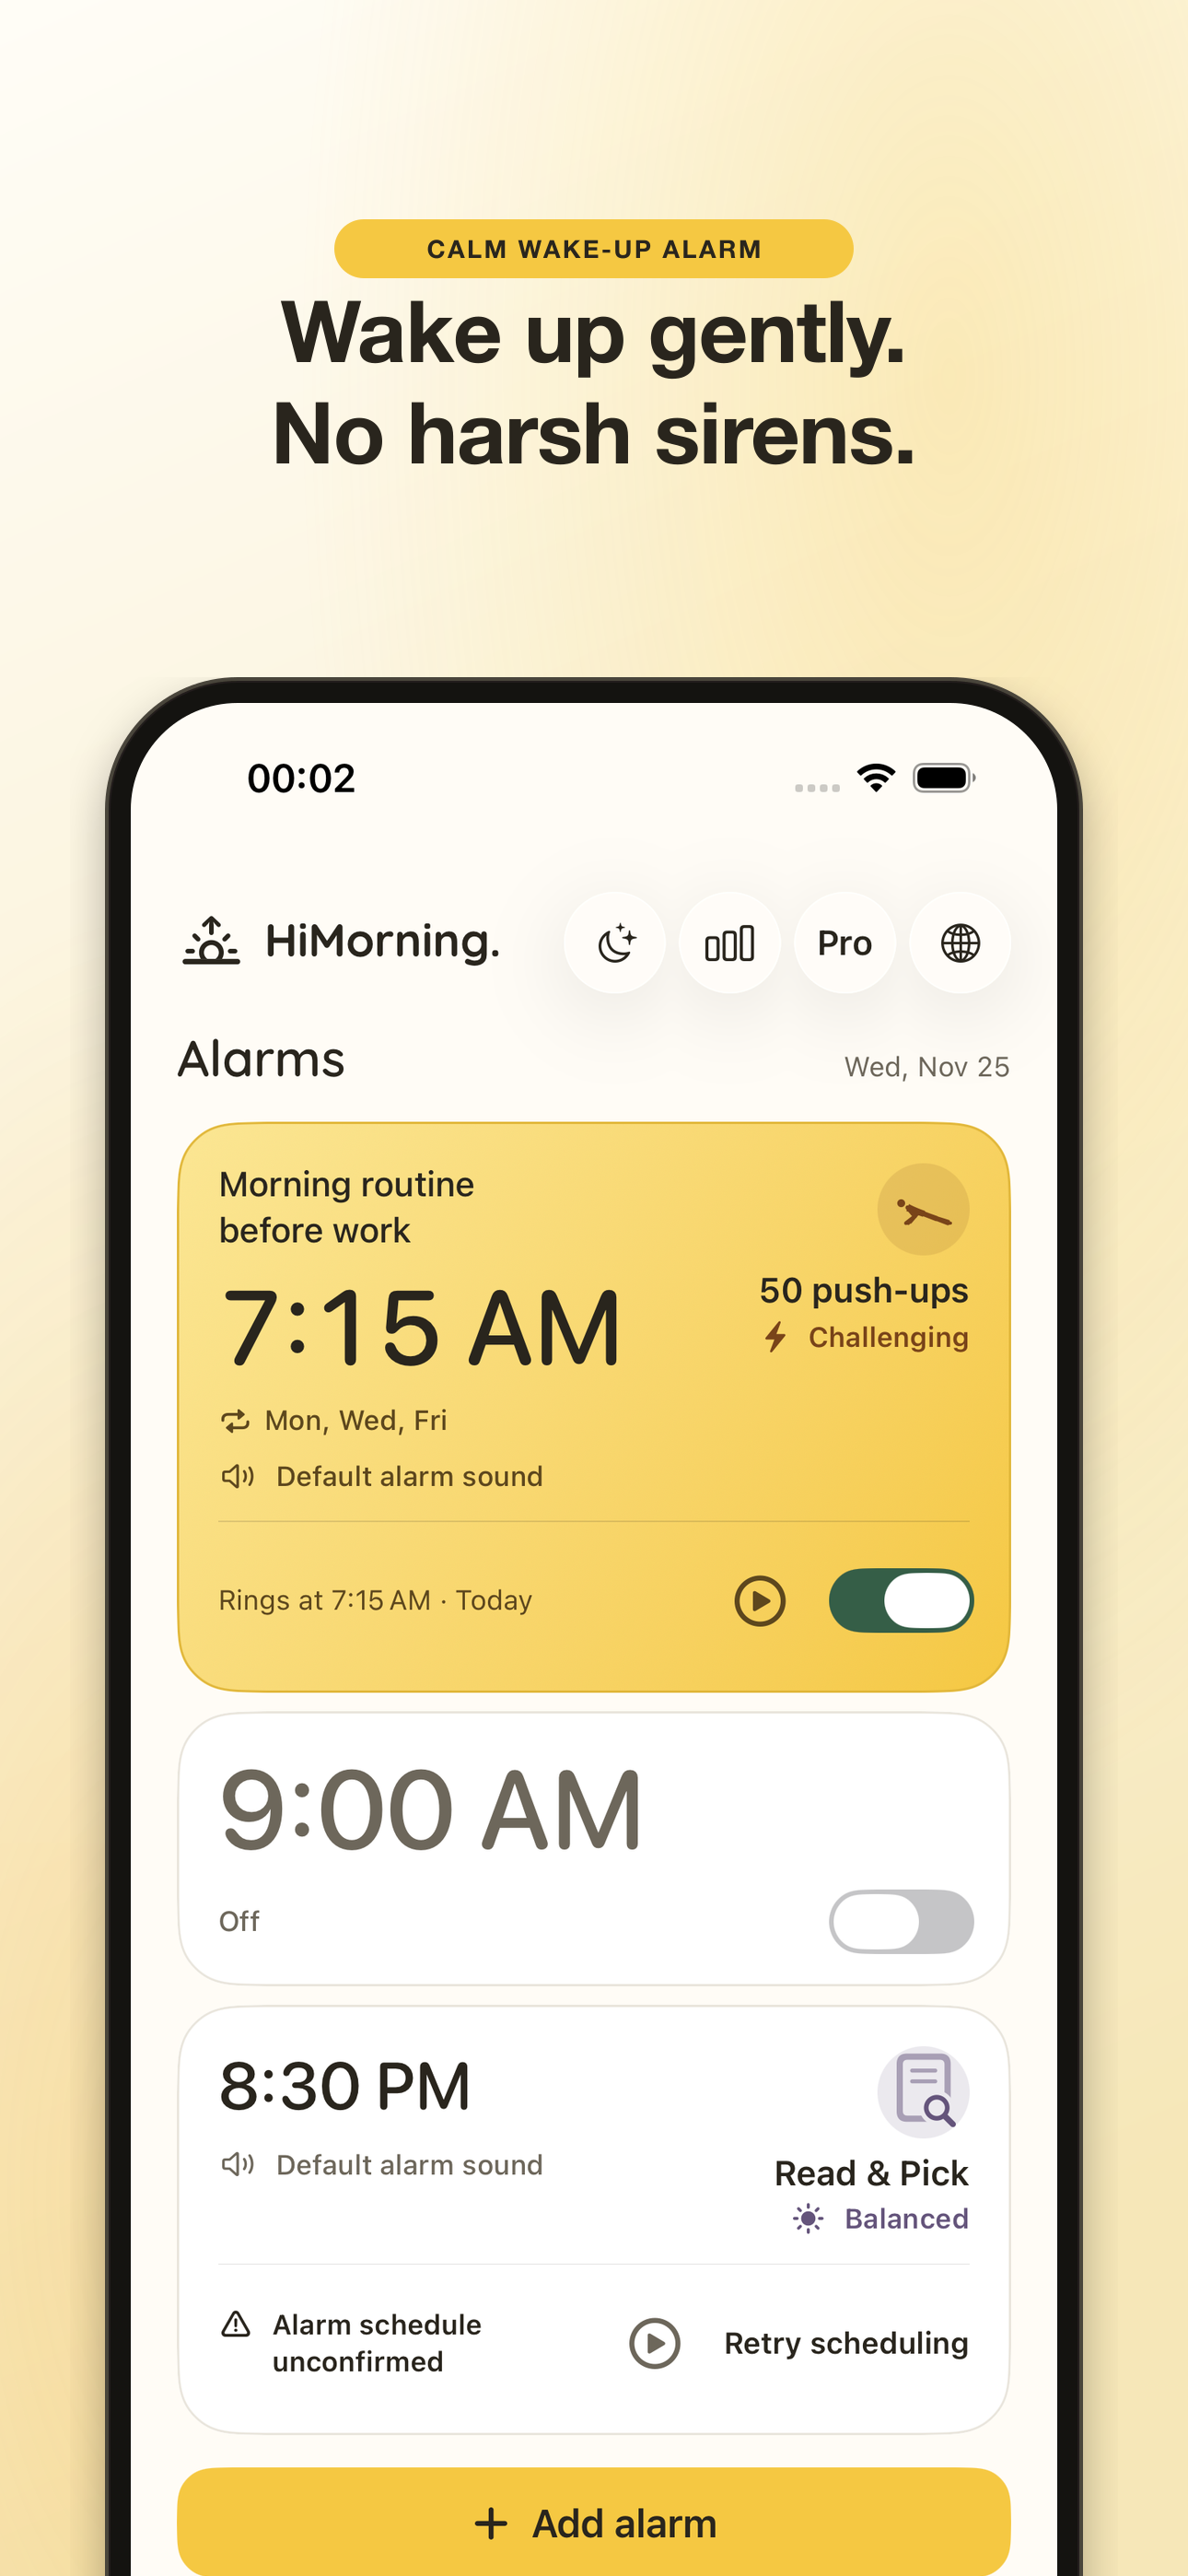 CALM WAKE-UP ALARM
Wake up gently.
No harsh sirens.
00:02
HiMorning.
Pro
Alarms
Wed, Nov 25
Morning routine
before work
7:15 AM
50 push-ups
Challenging
Mon, Wed, Fri
Default alarm sound
Rings at 7:15 AM · Today
9:00 AM
Off
8:30 PM
Default alarm sound
Read & Pick
Balanced
Alarm schedule
unconfirmed
Retry scheduling
+ Add alarm